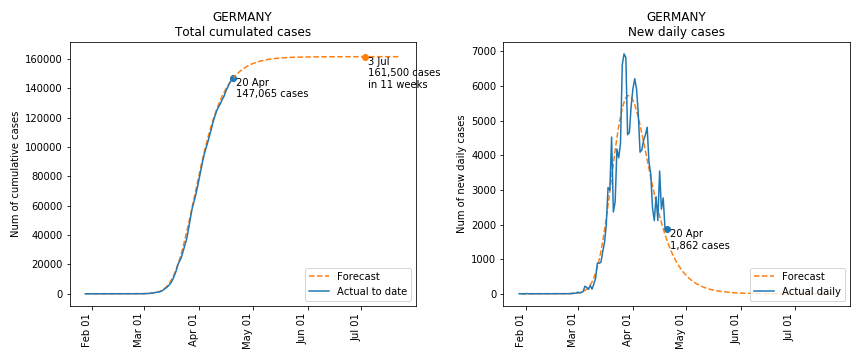 GERMANY
Total cumulated cases
Num of cumulative cases
160000
140000
120000
100000
80000
60000
40000
20000
0
3 Jul
161,500 cases
in 11 weeks
20 Apr
147,065 cases
Forecast
Actual to date
Feb 01
Mar 01
Apr 01
May 01
Jun 01
Jul 01
GERMANY
New daily cases
Num of new daily cases
7000
6000
5000
4000
3000
2000
1000
0
20 Apr
1,862 cases
Forecast
Actual daily
Feb 01
Mar 01
Apr 01
May 01
Jun 01
Jul 01